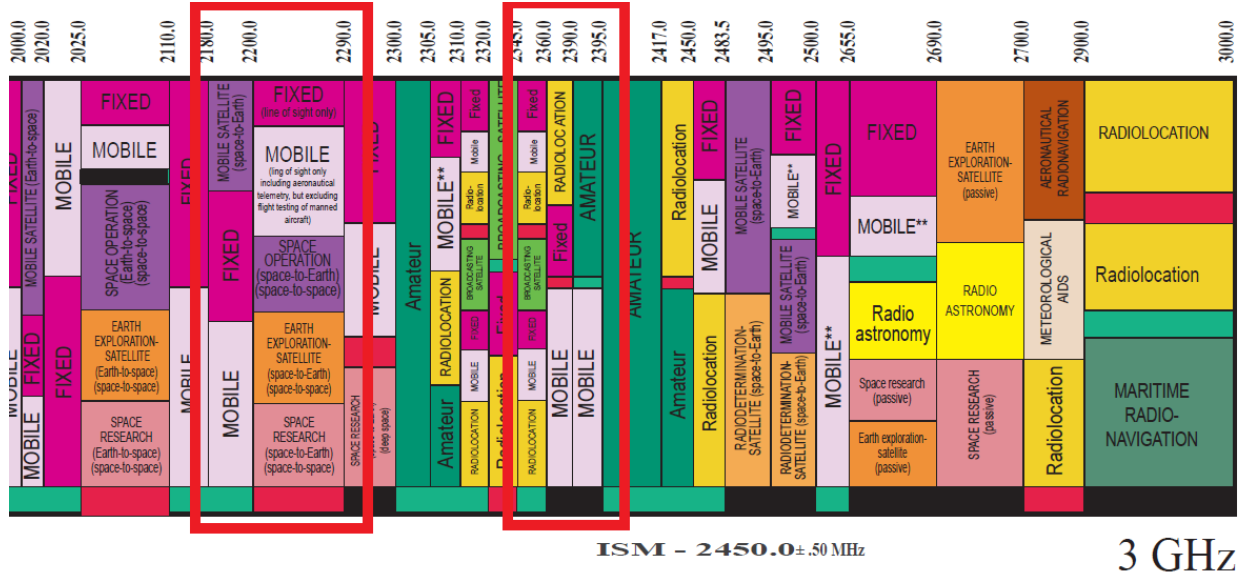 2000.0
2020.0
2025.0
2110.0
2180.0
2200.0
2290.0
2300.0
2305.0
2310.0
2320.0
2345.0
2360.0
2390.0
2395.0
2417.0
2450.0
2483.5
2495.0
2500.0
2655.0
2690.0
2700.0
2900.0
3000.0
FIXED
MOBILE
MOBILE SATELLITE (Earth-to-space)
FIXED
MOBILE
MOBILE
FIXED
FIXED
MOBILE
SPACE OPERATION
(Earth-to-space)
(space-to-space)
EARTH
EXPLORATION-
SATELLITE
(Earth-to-space)
(space-to-space)
SPACE
RESEARCH
(Earth-to-space)
(space-to-space)
FIXED
MOBILE
MOBILE SATELLITE
(space-to-Earth)
FIXED
MOBILE
FIXED
(line of sight only)
MOBILE
(ling of sight only
including aeronautical
telemetry, but excluding
flight testing of manned
aircraft)
SPACE
OPERATION
(space-to-Earth)
(space-to-space)
EARTH
EXPLORATION-
SATELLITE
(space-to-Earth)
(space-to-space)
SPACE
RESEARCH
(space-to-Earth)
(space-to-space)
FIXED
MOBILE
SPACE RESEARCH
(deep space)
Amateur
FIXED
MOBILE**
RADIOLOCATION
Amateur
Fixed
Mobile
Radio-
location
BROADCASTING
SATELLITE
FIXED
MOBILE
RADIOLOCATION
BROADCASTING SATELLITE
Fixed
Radiolocation
Fixed
Mobile
Radio-
location
BROADCASTING
SATELLITE
FIXED
MOBILE
RADIOLOCATION
RADIOLOCATION
Fixed
MOBILE
AMATEUR
MOBILE
AMATEUR
Radiolocation
Amateur
FIXED
MOBILE
Radiolocation
MOBILE SATELLITE
(space-to-Earth)
RADIODETERMINATION-
SATELLITE (space-to-Earth)
FIXED
MOBILE**
MOBILE SATELLITE
(space-to-Earth)
RADIODETERMINATION-
SATELLITE (space-to-Earth)
FIXED
MOBILE**
FIXED
MOBILE**
Radio
astronomy
Space research
(passive)
Earth exploration-
satellite
(passive)
EARTH
EXPLORATION-
SATELLITE
(passive)
RADIO
ASTRONOMY
SPACE RESEARCH
(passive)
AERONAUTICAL
RADIONAVIGATION
METEOROLOGICAL
AIDS
Radiolocation
RADIOLOCATION
Radiolocation
MARITIME
RADIO-
NAVIGATION
ISM - 2450.0±.50 MHz
3 GHz